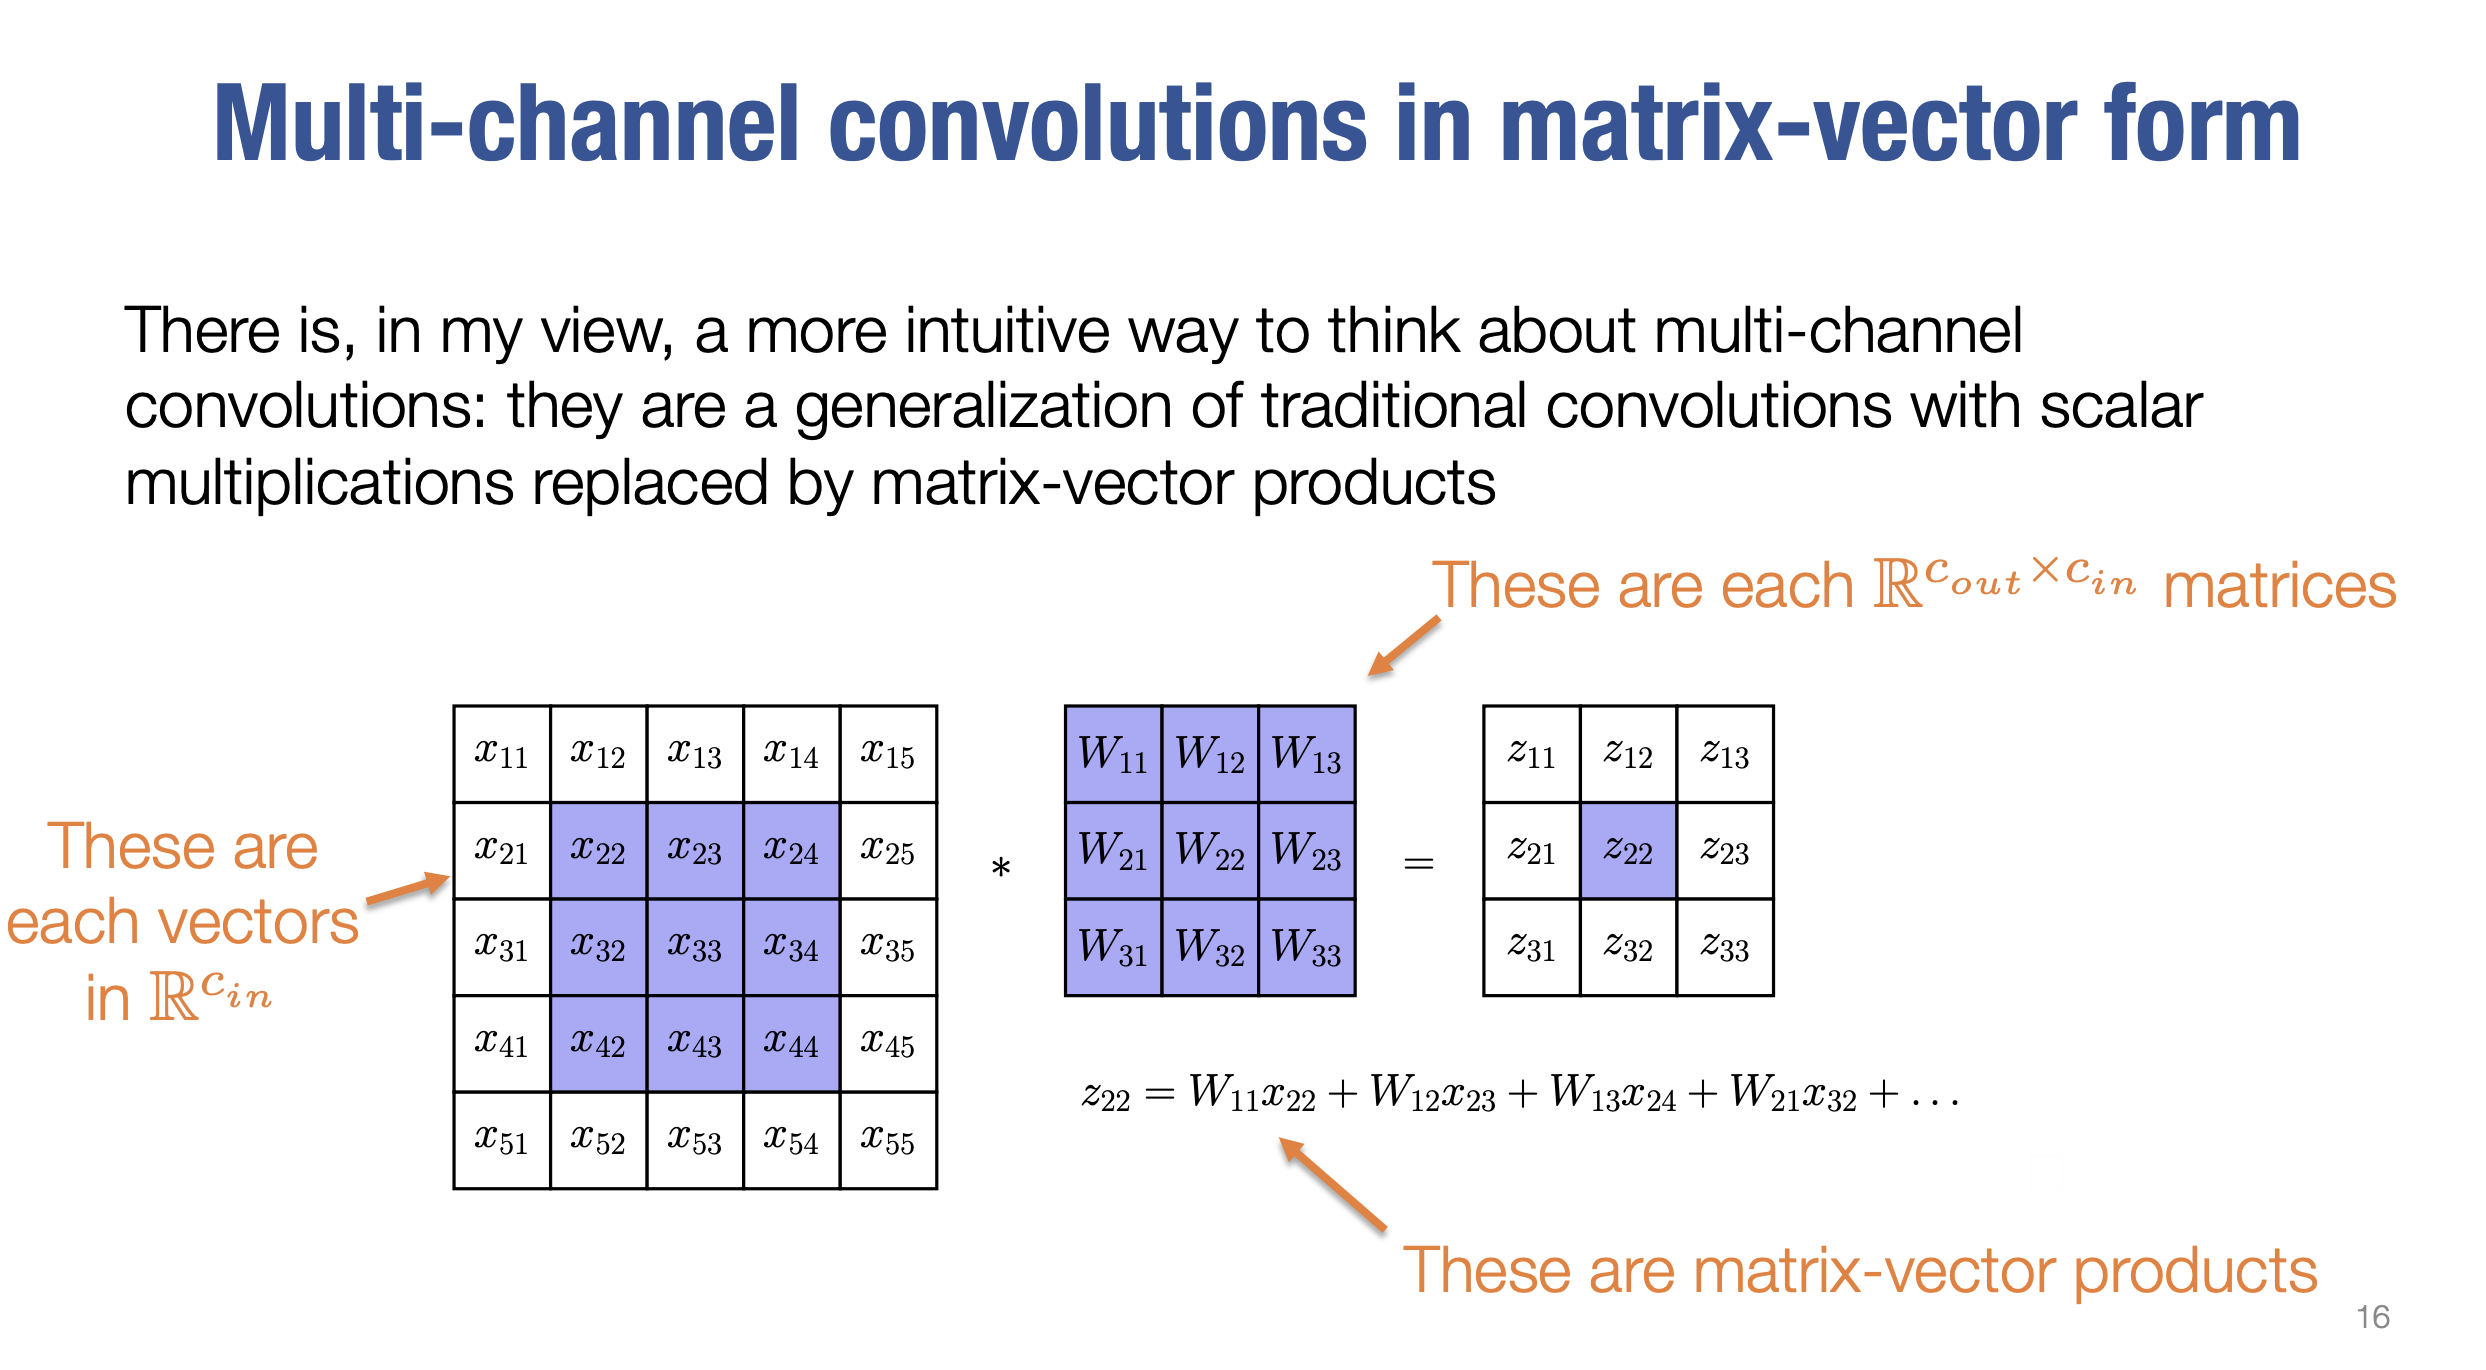 Multi-channel convolutions in matrix-vector form
There is, in my view, a more intuitive way to think about multi-channel
convolutions: they are a generalization of traditional convolutions with scalar
multiplications replaced by matrix-vector products
These are each ℝ^{c_{out}×c_{in}} matrices
These are
each vectors
in ℝ^{c_{in}}
x_{11} x_{12} x_{13} x_{14} x_{15}
x_{21} x_{22} x_{23} x_{24} x_{25}
x_{31} x_{32} x_{33} x_{34} x_{35}
x_{41} x_{42} x_{43} x_{44} x_{45}
x_{51} x_{52} x_{53} x_{54} x_{55}
*
W_{11} W_{12} W_{13}
W_{21} W_{22} W_{23}
W_{31} W_{32} W_{33}
=
z_{11} z_{12} z_{13}
z_{21} z_{22} z_{23}
z_{31} z_{32} z_{33}
z_{22} = W_{11}x_{22} + W_{12}x_{23} + W_{13}x_{24} + W_{21}x_{32} + ...
These are matrix-vector products
16